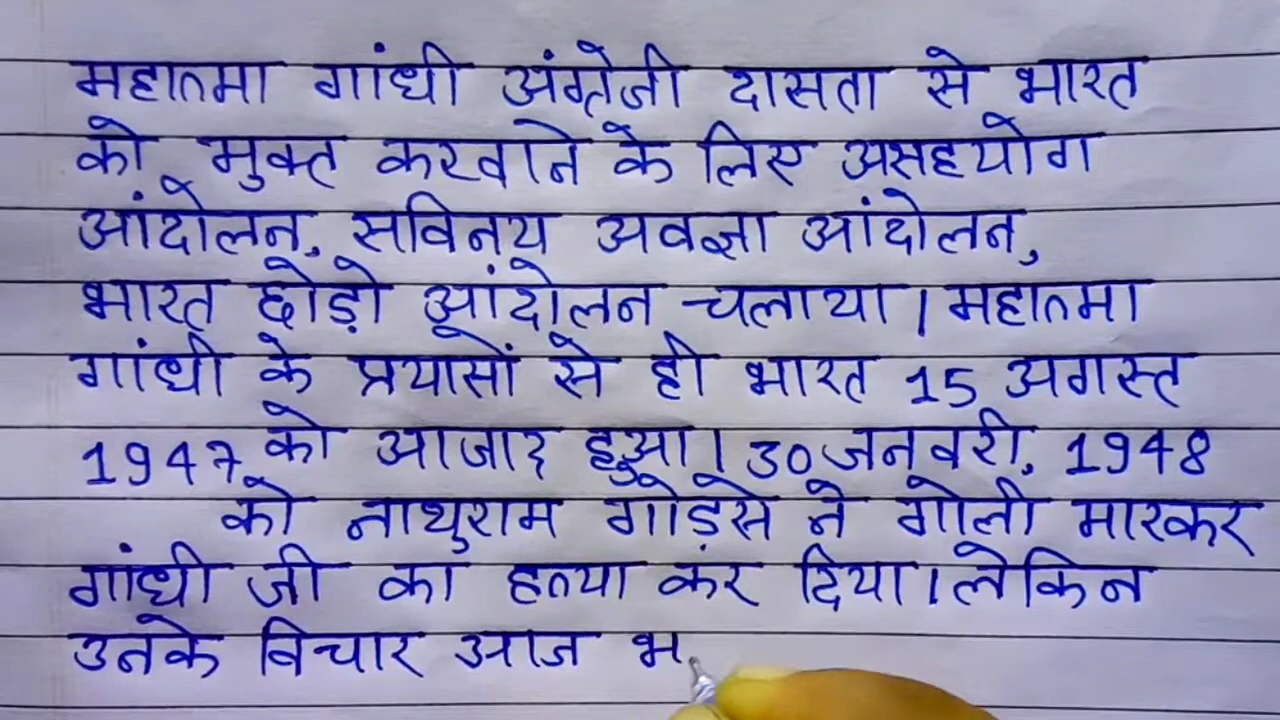 महात्मा गांधी अंग्रेजी दासता से भारत
को मुक्त करवाने के लिए असहयोग
आंदोलन, सविनय अवज्ञा आंदोलन,
भारत छोड़ो आंदोलन चलाया। महात्मा
गांधी के प्रयासों से ही भारत 15 अगस्त
1947 को आजाद हुआ। 30 जनवरी, 1948
को नाथुराम गोडसे ने गोली मारकर
गांधी जी का हत्या कर दिया। लेकिन
उनके विचार आज भ